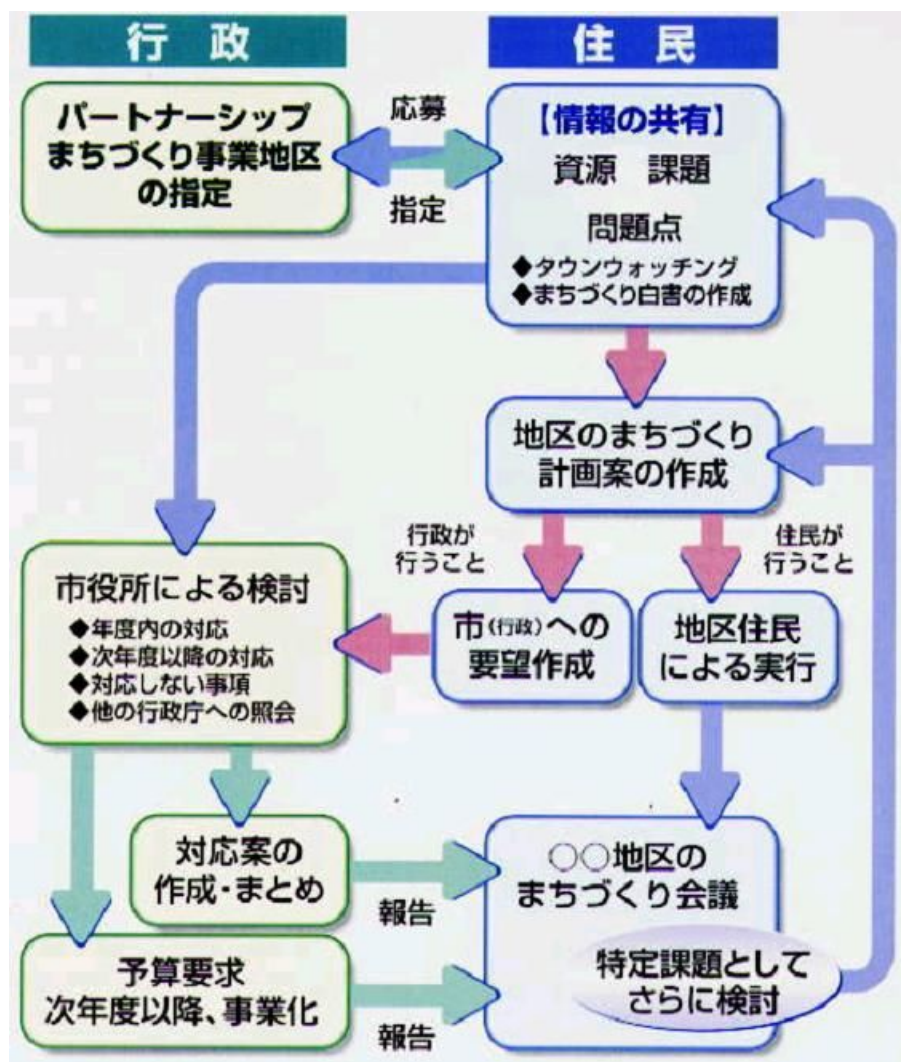 行政
住民
パートナーシップ
まちづくり事業地区
の指定
応募
指定
【情報の共有】
資源 課題
問題点
◆タウンウォッチング
◆まちづくり白書の作成
地区のまちづくり
計画案の作成
行政が
行うこと
住民が
行うこと
市役所による検討
◆年度内の対応
◆次年度以降の対応
◆対応しない事項
◆他の行政庁への照会
市(行政)への
要望作成
地区住民
による実行
対応案の
作成・まとめ
報告
予算要求
次年度以降、事業化
報告
○○地区の
まちづくり会議
特定課題として
さらに検討